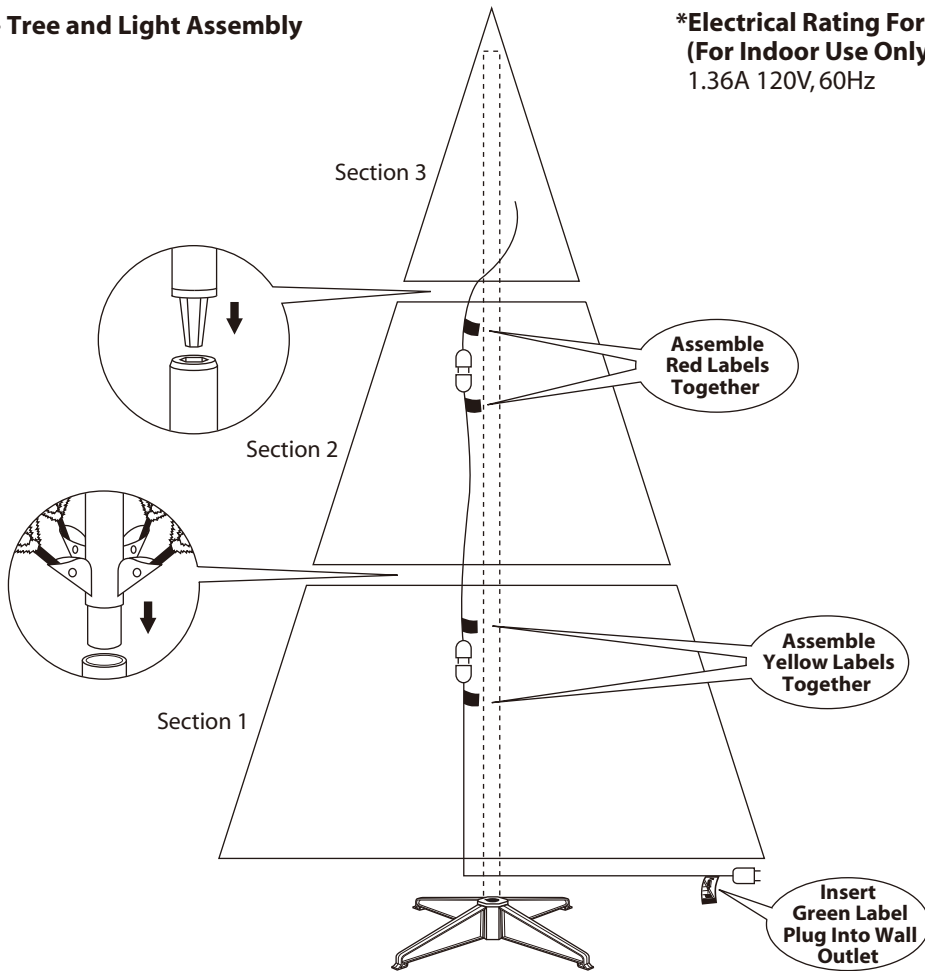 Tree and Light Assembly
*Electrical Rating For
(For Indoor Use Only
1.36A 120V, 60Hz
Section 3
Assemble
Red Labels
Together
Section 2
Assemble
Yellow Labels
Together
Section 1
Insert
Green Label
Plug Into Wall
Outlet